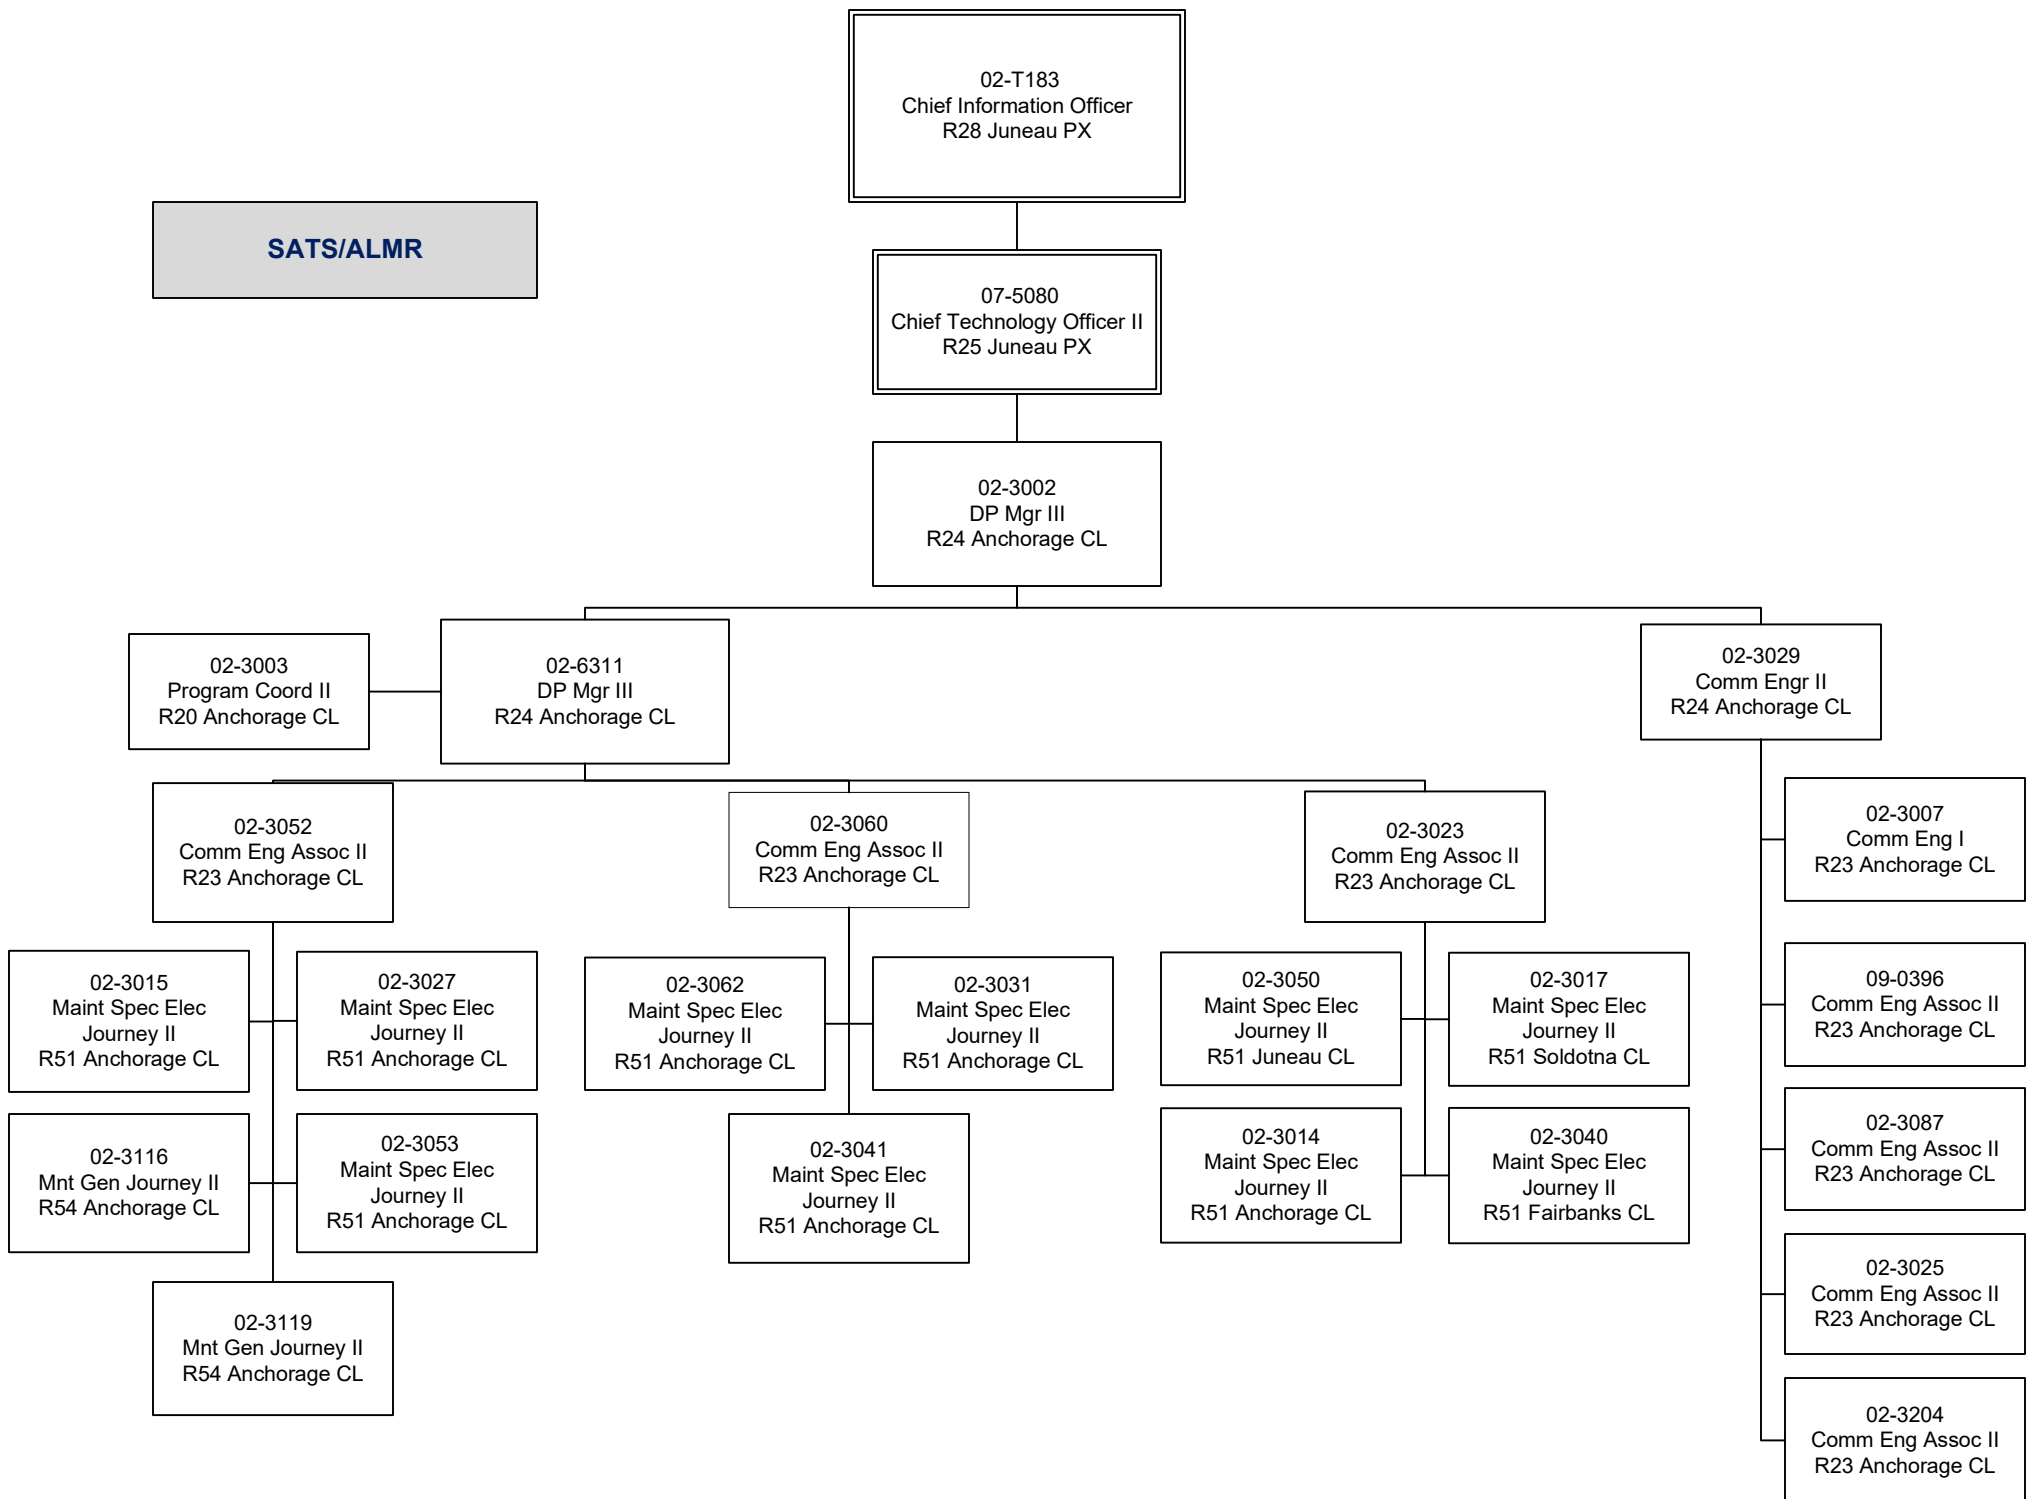 02-T183
Chief Information Officer
R28 Juneau PX
SATS/ALMR
07-5080
Chief Technology Officer II
R25 Juneau PX
02-3002
DP Mgr III
R24 Anchorage CL
02-3003
Program Coord II
R20 Anchorage CL
02-6311
DP Mgr III
R24 Anchorage CL
02-3029
Comm Engr II
R24 Anchorage CL
02-3052
Comm Eng Assoc II
R23 Anchorage CL
02-3060
Comm Eng Assoc II
R23 Anchorage CL
02-3023
Comm Eng Assoc II
R23 Anchorage CL
02-3007
Comm Eng I
R23 Anchorage CL
02-3015
Maint Spec Elec
Journey II
R51 Anchorage CL
02-3027
Maint Spec Elec
Journey II
R51 Anchorage CL
02-3062
Maint Spec Elec
Journey II
R51 Anchorage CL
02-3031
Maint Spec Elec
Journey II
R51 Anchorage CL
02-3050
Maint Spec Elec
Journey II
R51 Juneau CL
02-3017
Maint Spec Elec
Journey II
R51 Soldotna CL
09-0396
Comm Eng Assoc II
R23 Anchorage CL
02-3116
Mnt Gen Journey II
R54 Anchorage CL
02-3053
Maint Spec Elec
Journey II
R51 Anchorage CL
02-3041
Maint Spec Elec
Journey II
R51 Anchorage CL
02-3014
Maint Spec Elec
Journey II
R51 Anchorage CL
02-3040
Maint Spec Elec
Journey II
R51 Fairbanks CL
02-3087
Comm Eng Assoc II
R23 Anchorage CL
02-3025
Comm Eng Assoc II
R23 Anchorage CL
02-3119
Mnt Gen Journey II
R54 Anchorage CL
02-3204
Comm Eng Assoc II
R23 Anchorage CL